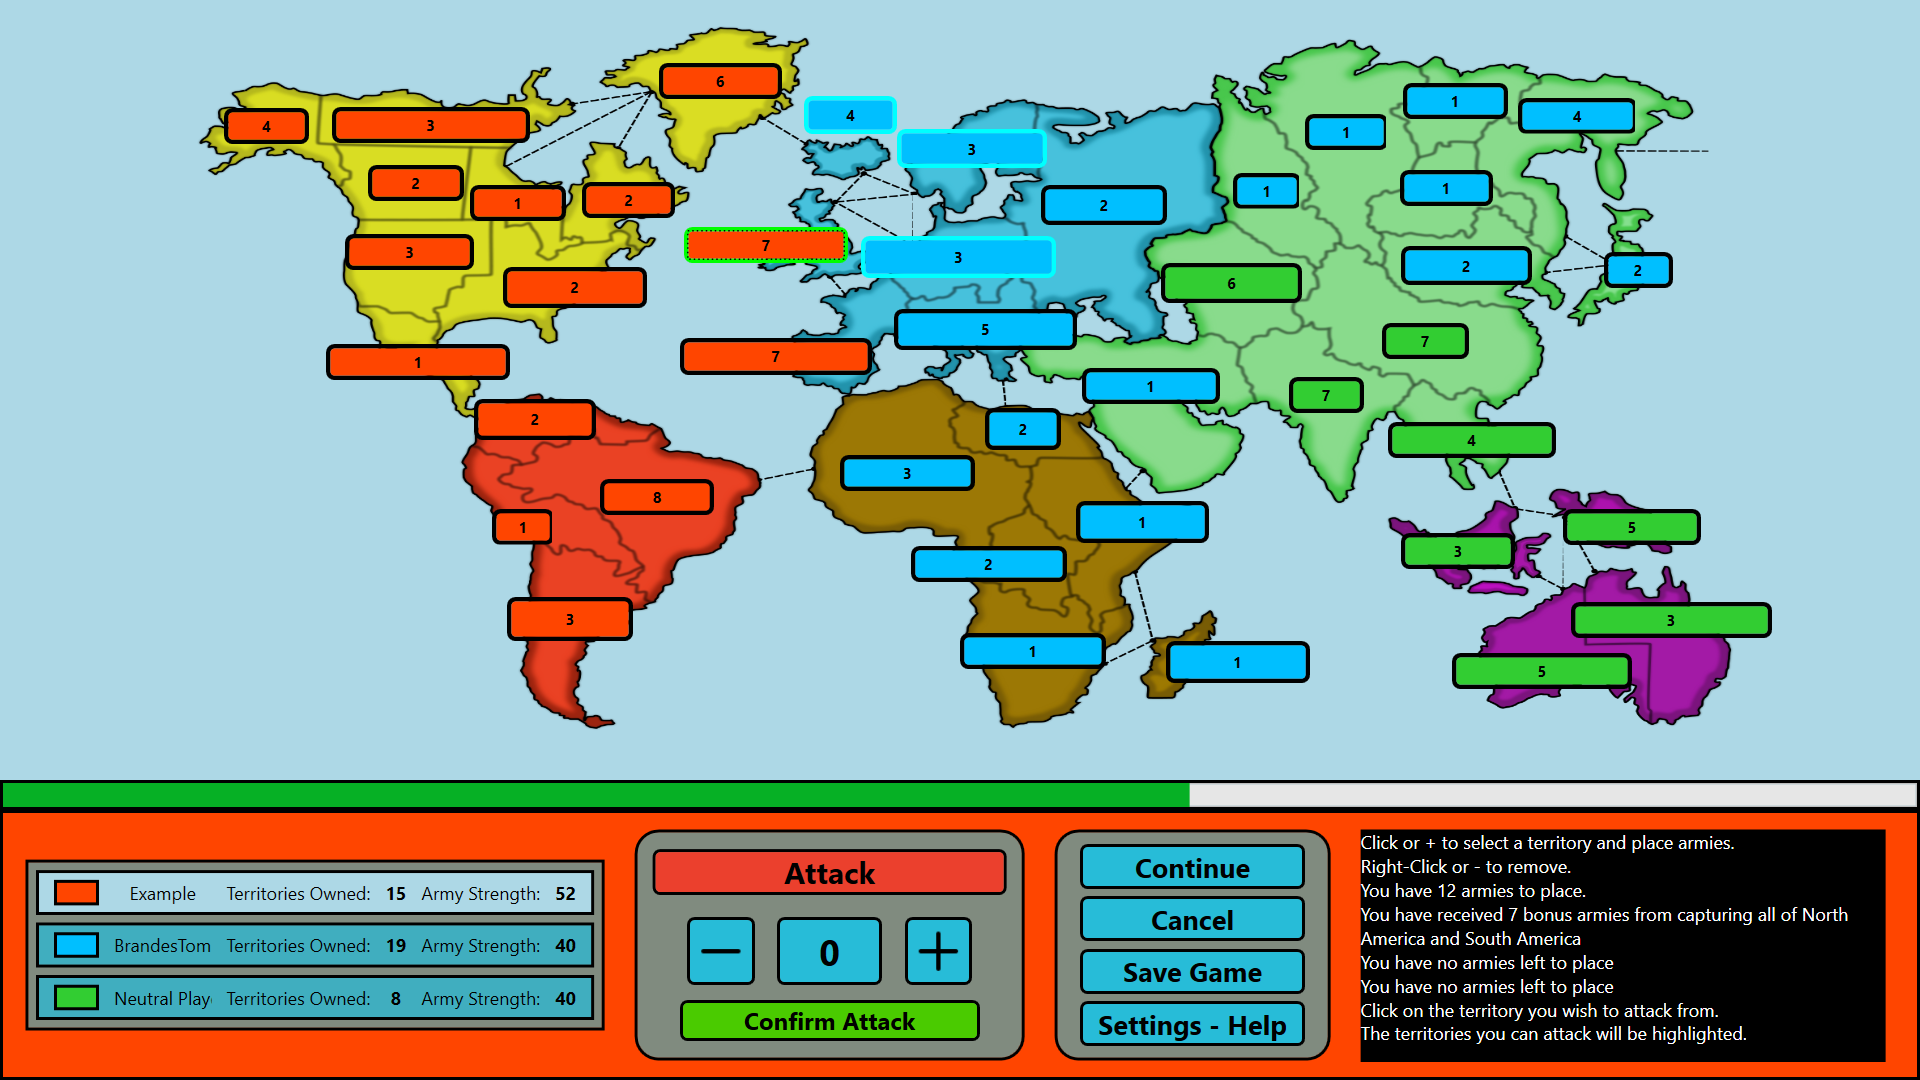 6
4
3
4
1
1
4
3
1
2
1
1
2
2
1
2
7
3
3
2
2
2
6
2
5
7
7
1
1
7
2
2
4
3
8
1
1
5
3
2
3
3
1
1
5
Example Territories Owned: 15 Army Strength: 52
BrandesTom Territories Owned: 19 Army Strength: 40
Neutral Play Territories Owned: 8 Army Strength: 40
Attack
0
Confirm Attack
Continue
Cancel
Save Game
Settings - Help
Click or + to select a territory and place armies.
Right-Click or - to remove.
You have 12 armies to place.
You have received 7 bonus armies from capturing all of North
America and South America
You have no armies left to place
You have no armies left to place
Click on the territory you wish to attack from.
The territories you can attack will be highlighted.